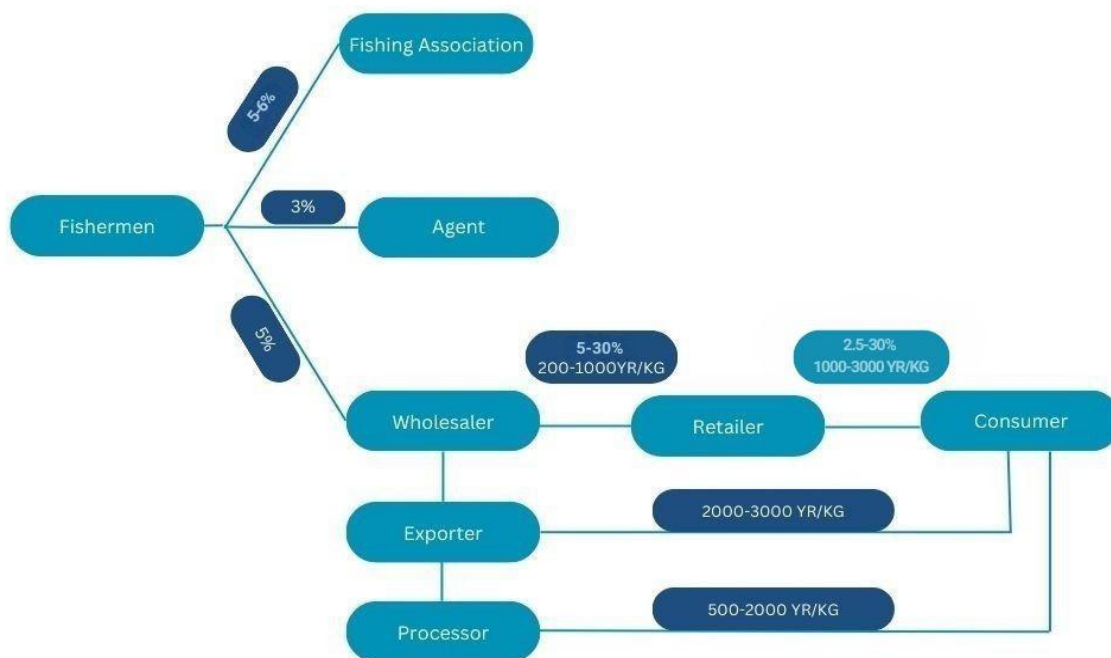 Fishing Association
5-6%
3%
Fishermen
Agent
5%
5-30%
200-1000YR/KG
2.5-30%
1000-3000 YR/KG
Wholesaler
Retailer
Consumer
2000-3000 YR/KG
Exporter
500-2000 YR/KG
Processor